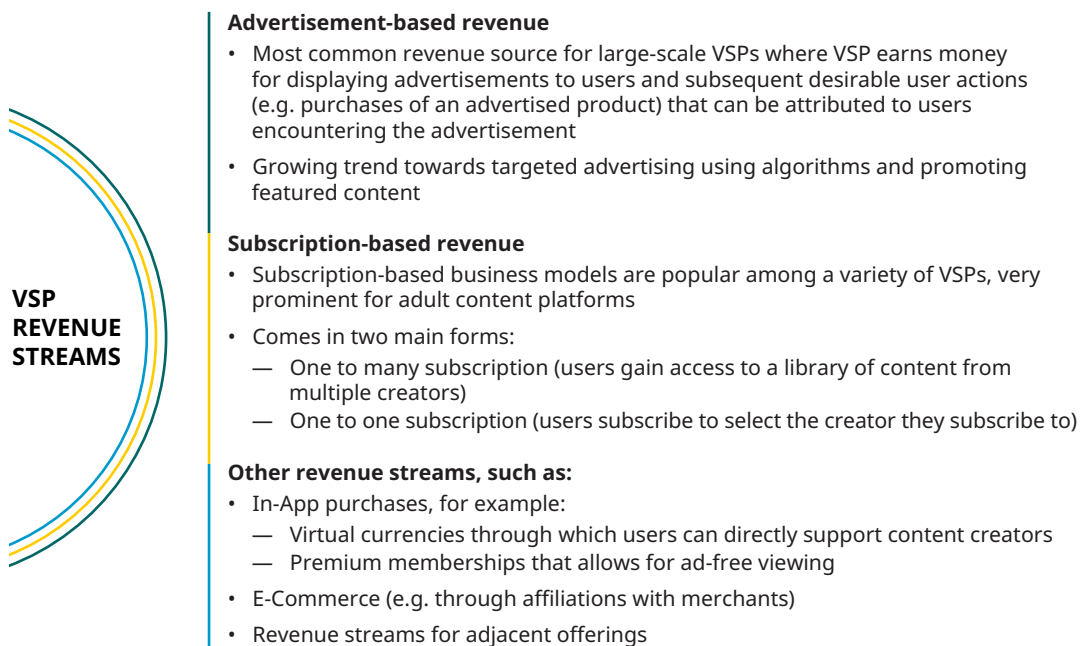 VSP
REVENUE
STREAMS
Advertisement-based revenue
• Most common revenue source for large-scale VSPs where VSP earns money
for displaying advertisements to users and subsequent desirable user actions
(e.g. purchases of an advertised product) that can be attributed to users
encountering the advertisement
• Growing trend towards targeted advertising using algorithms and promoting
featured content
Subscription-based revenue
• Subscription-based business models are popular among a variety of VSPs, very
prominent for adult content platforms
• Comes in two main forms:
— One to many subscription (users gain access to a library of content from
multiple creators)
— One to one subscription (users subscribe to select the creator they subscribe to)
Other revenue streams, such as:
• In-App purchases, for example:
— Virtual currencies through which users can directly support content creators
— Premium memberships that allows for ad-free viewing
• E-Commerce (e.g. through affiliations with merchants)
• Revenue streams for adjacent offerings